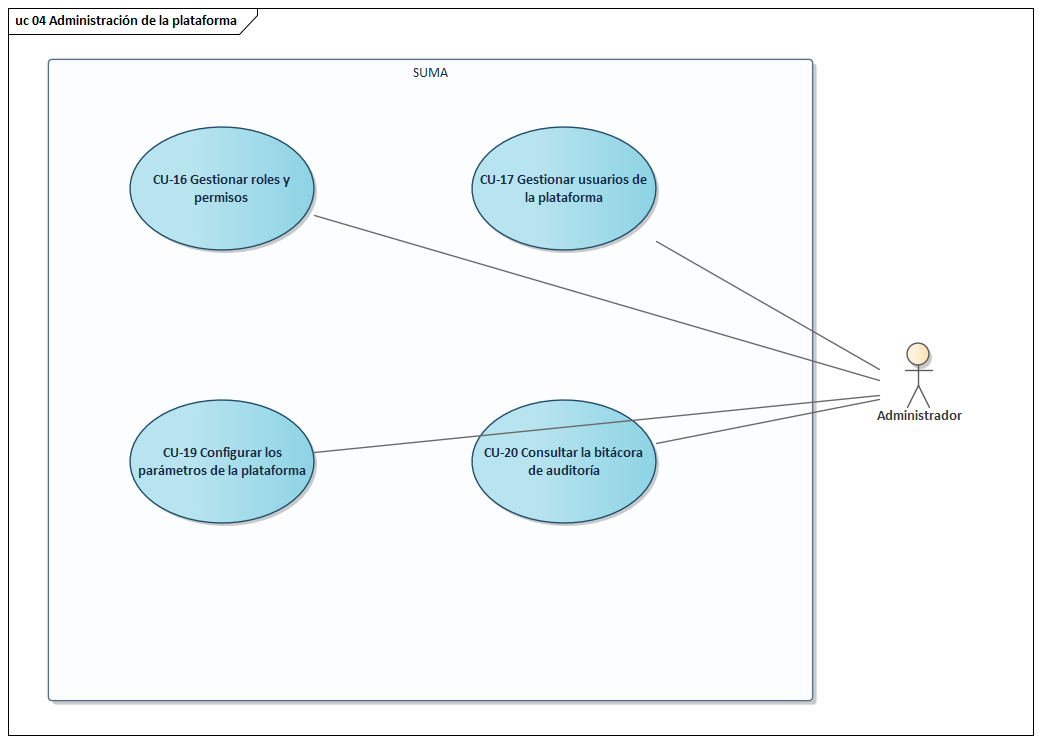 uc 04 Administración de la plataforma
SUMA
CU-16 Gestionar roles y
permisos
CU-17 Gestionar usuarios de
la plataforma
CU-19 Configurar los
parámetros de la plataforma
CU-20 Consultar la bitácora
de auditoría
Administrador